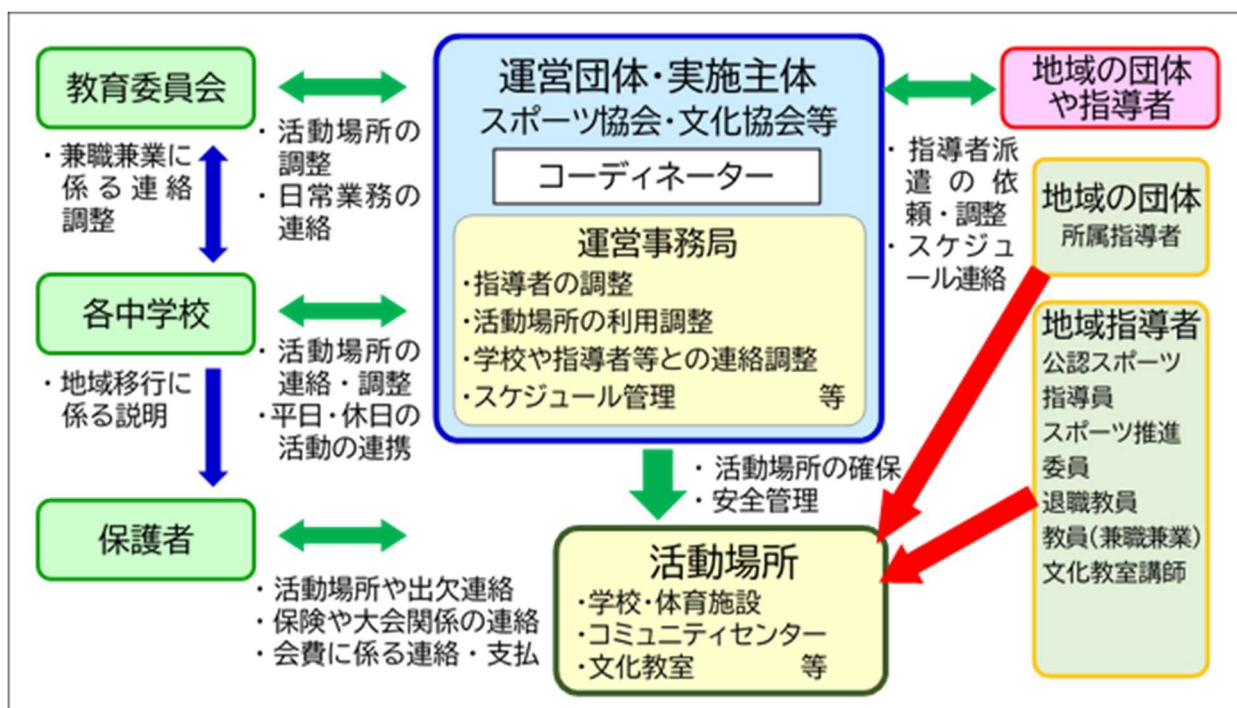 教育委員会
・兼職兼業に
係る連絡
調整
各中学校
・地域移行に
係る説明
保護者
・活動場所の
調整
・日常業務の
連絡
・活動場所の
連絡・調整
・平日・休日の
活動の連携
・活動場所や出欠連絡
・保険や大会関係の連絡
・会費に係る連絡・支払
運営団体・実施主体
スポーツ協会・文化協会等
コーディネーター
運営事務局
・指導者の調整
・活動場所の利用調整
・学校や指導者等との連絡調整
・スケジュール管理 等
・活動場所の確保
・安全管理
活動場所
・学校・体育施設
・コミュニティセンター
・文化教室 等
地域の団体
や指導者
・指導者派
遣の依
頼・調整
・スケジュ
ール連絡
地域の団体
所属指導者
地域指導者
公認スポーツ
指導員
スポーツ推進
委員
退職教員
教員(兼職兼業)
文化教室講師